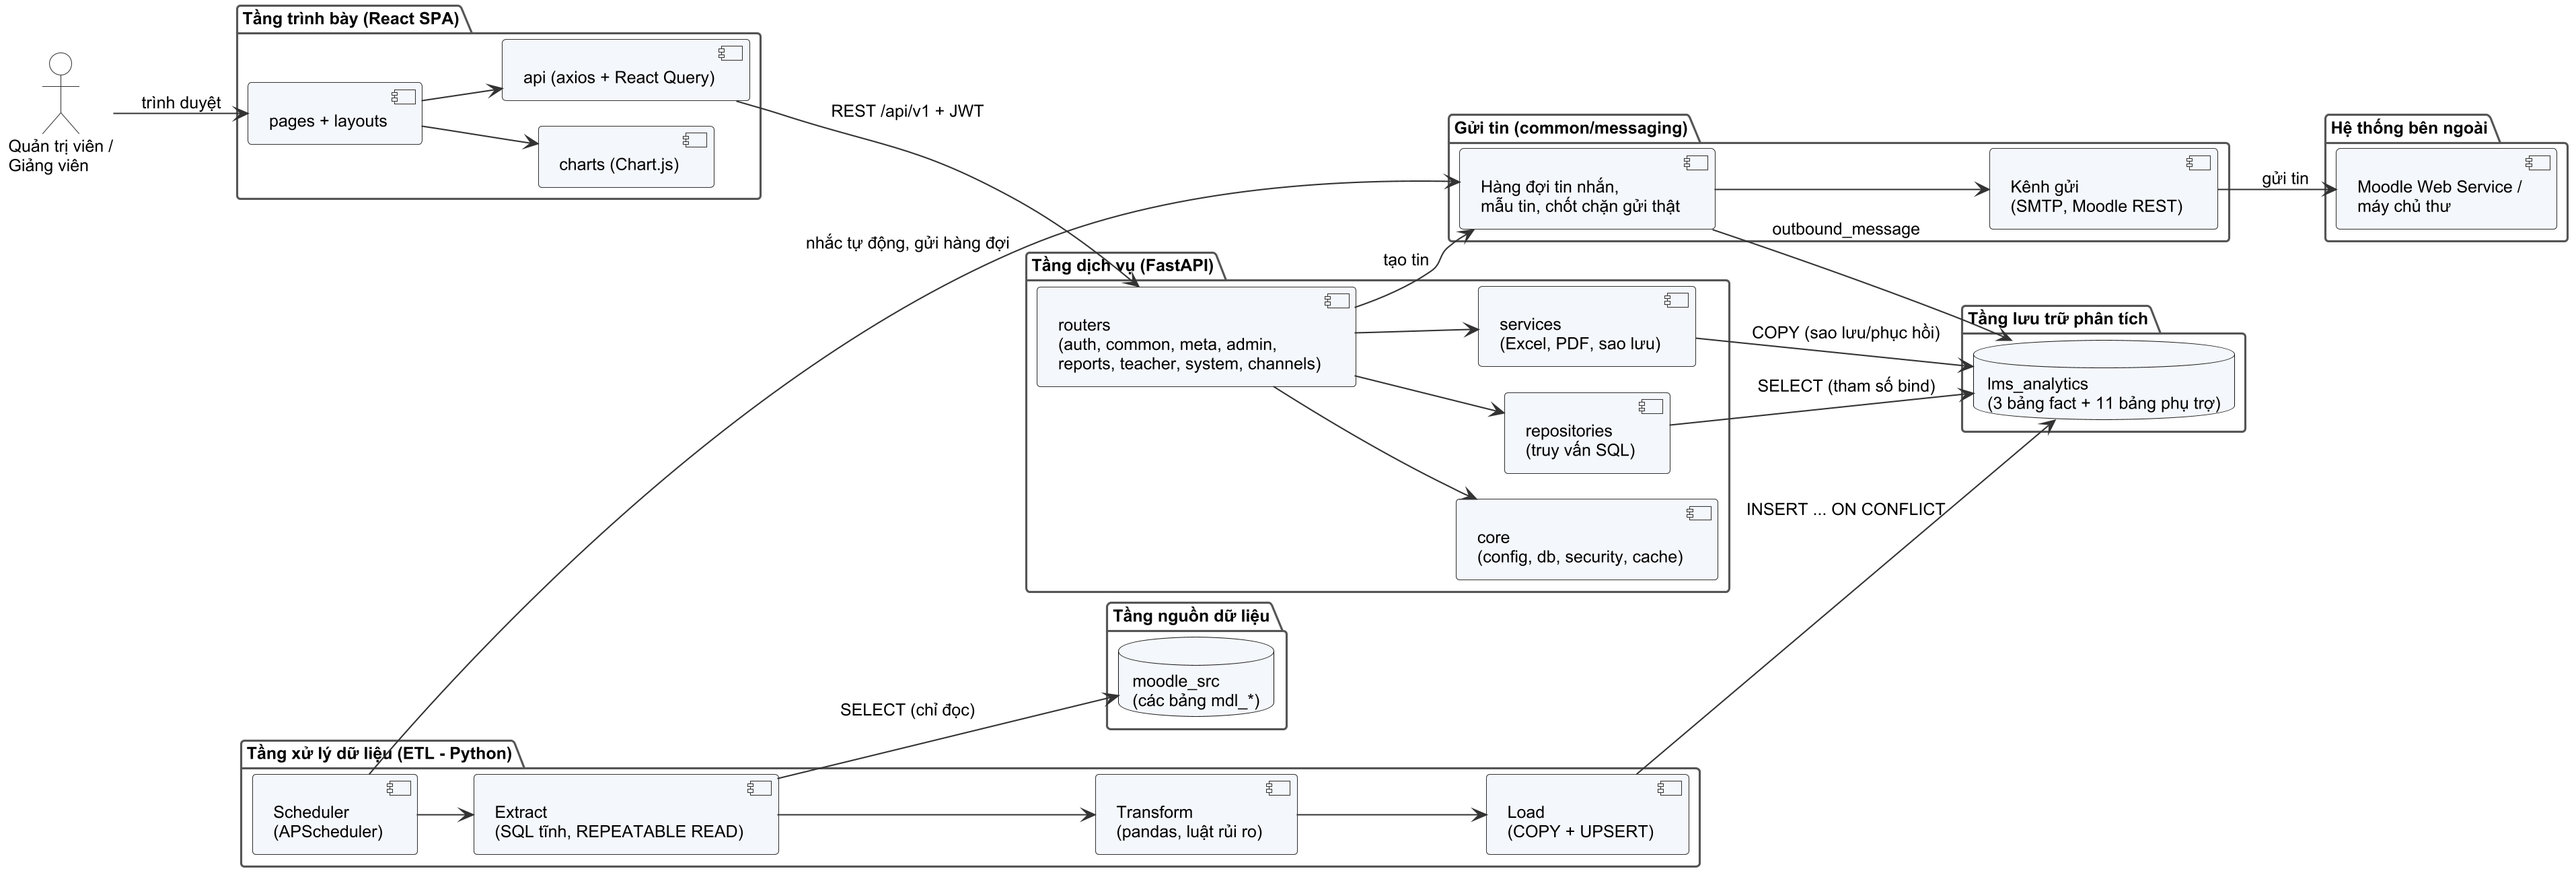 Tầng trình bày (React SPA)
api (axios + React Query)
pages + layouts
charts (Chart.js)
trình duyệt
Quản trị viên /
Giảng viên
REST /api/v1 + JWT
Gửi tin (common/messaging)
Hàng đợi tin nhắn,
mẫu tin, chốt chặn gửi thật
Kênh gửi
(SMTP, Moodle REST)
gửi tin
Hệ thống bên ngoài
Moodle Web Service /
máy chủ thư
nhắc tự động, gửi hàng đợi
tạo tin
outbound_message
Tầng dịch vụ (FastAPI)
routers
(auth, common, meta, admin,
reports, teacher, system, channels)
services
(Excel, PDF, sao lưu)
repositories
(truy vấn SQL)
core
(config, db, security, cache)
COPY (sao lưu/phục hồi)
SELECT (tham số bind)
Tầng lưu trữ phân tích
lms_analytics
(3 bảng fact + 11 bảng phụ trợ)
INSERT ... ON CONFLICT
Tầng nguồn dữ liệu
moodle_src
(các bảng mdl_*)
SELECT (chỉ đọc)
Tầng xử lý dữ liệu (ETL - Python)
Scheduler
(APScheduler)
Extract
(SQL tĩnh, REPEATABLE READ)
Transform
(pandas, luật rủi ro)
Load
(COPY + UPSERT)